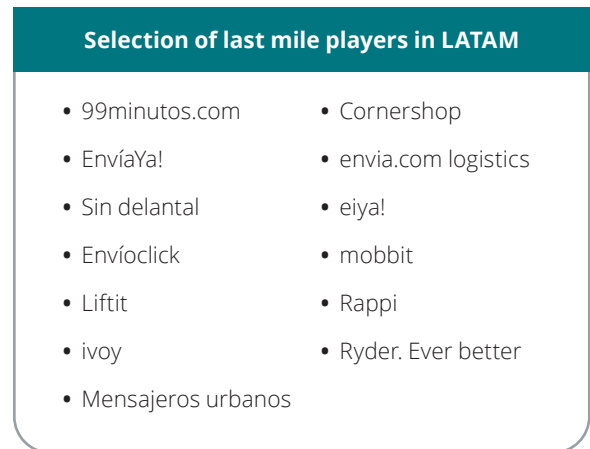 Selection of last mile players in LATAM
• 99minutos.com
• EnvíaYa!
• Sin delantal
• Envíoclick
• Liftit
• ivoy
• Mensajeros urbanos
• Cornershop
• envia.com logistics
• eiya!
• mobbit
• Rappi
• Ryder. Ever better